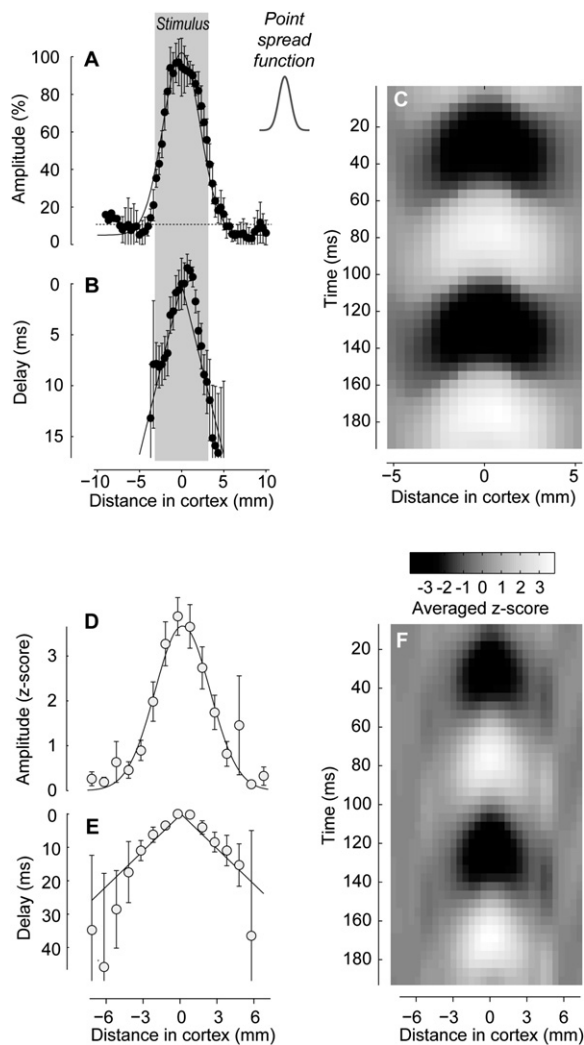 Stimulus
Point
spread
function
A
100
80
60
40
20
0
Amplitude (%)
B
0
5
10
15
Delay (ms)
−10
−5
0
5
10
Distance in cortex (mm)
C
20
40
60
80
100
120
140
160
180
Time (ms)
−5
0
5
Distance in cortex (mm)
-3 -2 -1 0 1 2 3
Averaged z-score
D
3
2
1
0
Amplitude (z-score)
E
0
10
20
30
40
Delay (ms)
−6
−3
0
3
6
Distance in cortex (mm)
F
20
40
60
80
100
120
140
160
180
Time (ms)
−6
−3
0
3
6
Distance in cortex (mm)